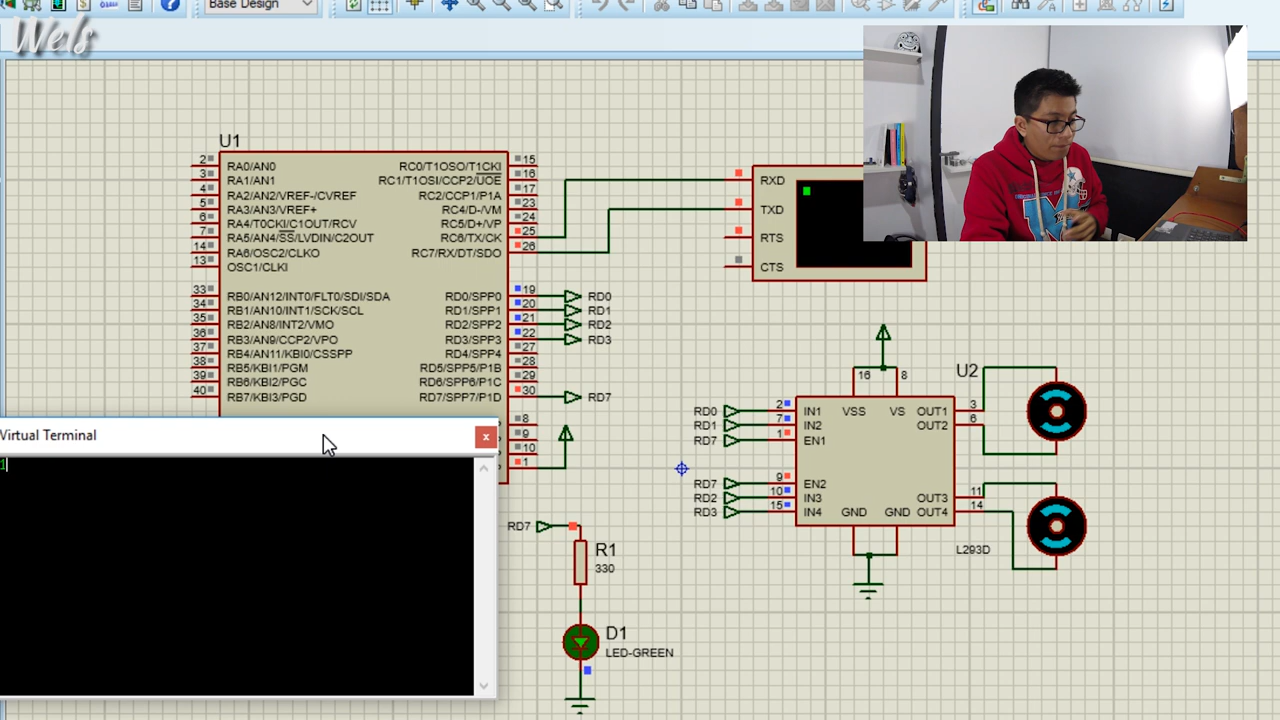 Base Design
Wels
U1
2 RA0/AN0 RC0/T1OSO/T1CKI 15
3 RA1/AN1 RC1/T1OSI/CCP2/UOE 16
4 RA2/AN2/VREF-/CVREF RC2/CCP1/P1A 17
5 RA3/AN3/VREF+ RC4/D-/VM 23
6 RA4/T0CKI/C1OUT/RCV RC5/D+/VP 24
7 RA5/AN4/SS/LVDIN/C2OUT RC6/TX/CK 25
14 RA6/OSC2/CLKO RC7/RX/DT/SDO 26
13 OSC1/CLKI
33 RB0/AN12/INT0/FLT0/SDI/SDA RD0/SPP0 19 RD0
34 RB1/AN10/INT1/SCK/SCL RD1/SPP1 20 RD1
35 RB2/AN8/INT2/VMO RD2/SPP2 21 RD2
36 RB3/AN9/CCP2/VPO RD3/SPP3 22 RD3
37 RB4/AN11/KBI0/CSSPP RD4/SPP4 27
38 RB5/KBI1/PGM RD5/SPP5/P1B 28
39 RB6/KBI2/PGC RD6/SPP6/P1C 29
40 RB7/KBI3/PGD RD7/SPP7/P1D 30 RD7
8
9
10
1
RXD
TXD
RTS
CTS
Virtual Terminal
1
16 8 U2
RD0 2 IN1 VSS VS OUT1 3
RD1 7 IN2 OUT2 6
RD7 1 EN1
RD7 9 EN2
RD2 10 IN3 OUT3 11
RD3 15 IN4 GND GND OUT4 14
L293D
RD7
R1
330
D1
LED-GREEN